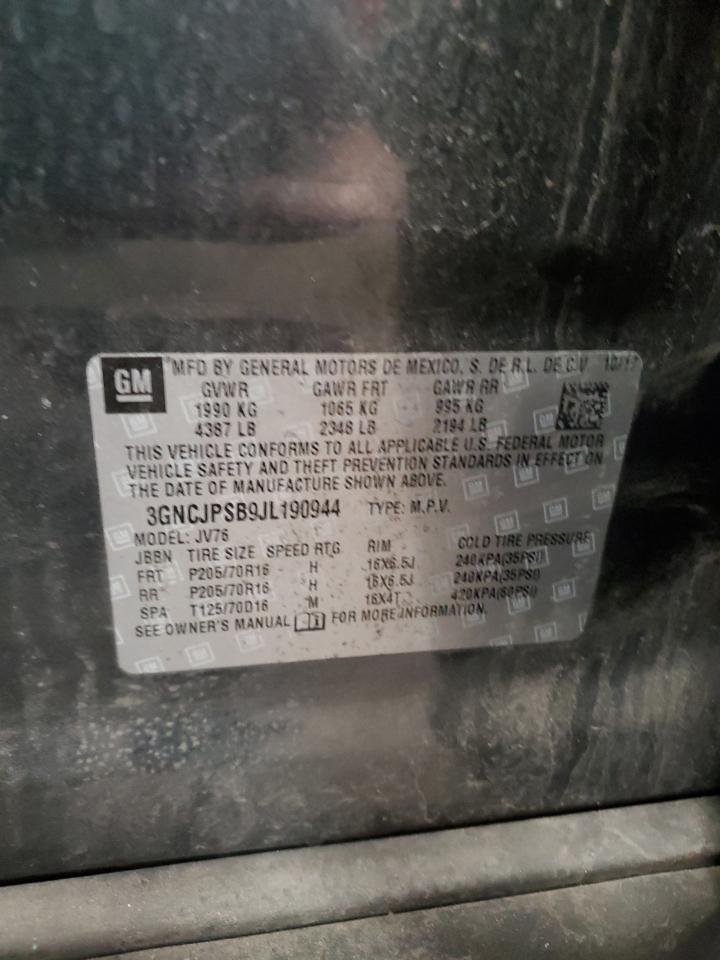 GM
MFD BY GENERAL MOTORS DE MEXICO, S. DE R.L. DE C.V 10/17
GVWR GAWR FRT GAWR RR
1990 KG 1065 KG 995 KG
4387 LB 2348 LB 2194 LB
THIS VEHICLE CONFORMS TO ALL APPLICABLE U.S. FEDERAL MOTOR
VEHICLE SAFETY AND THEFT PREVENTION STANDARDS IN EFFECT ON
THE DATE OF MANUFACTURE SHOWN ABOVE.
3GNCJPSB9JL190944 TYPE: M.P.V.
MODEL: JV76
JBBN TIRE SIZE SPEED RTG RIM COLD TIRE PRESSURE
FRT P205/70R16 H 16X6.5J 240KPA(35PSI)
RR P205/70R16 H 16X6.5J 240KPA(35PSI)
SPA T125/70D16 M 16X4T 420KPA(60PSI)
SEE OWNER'S MANUAL FOR MORE INFORMATION.